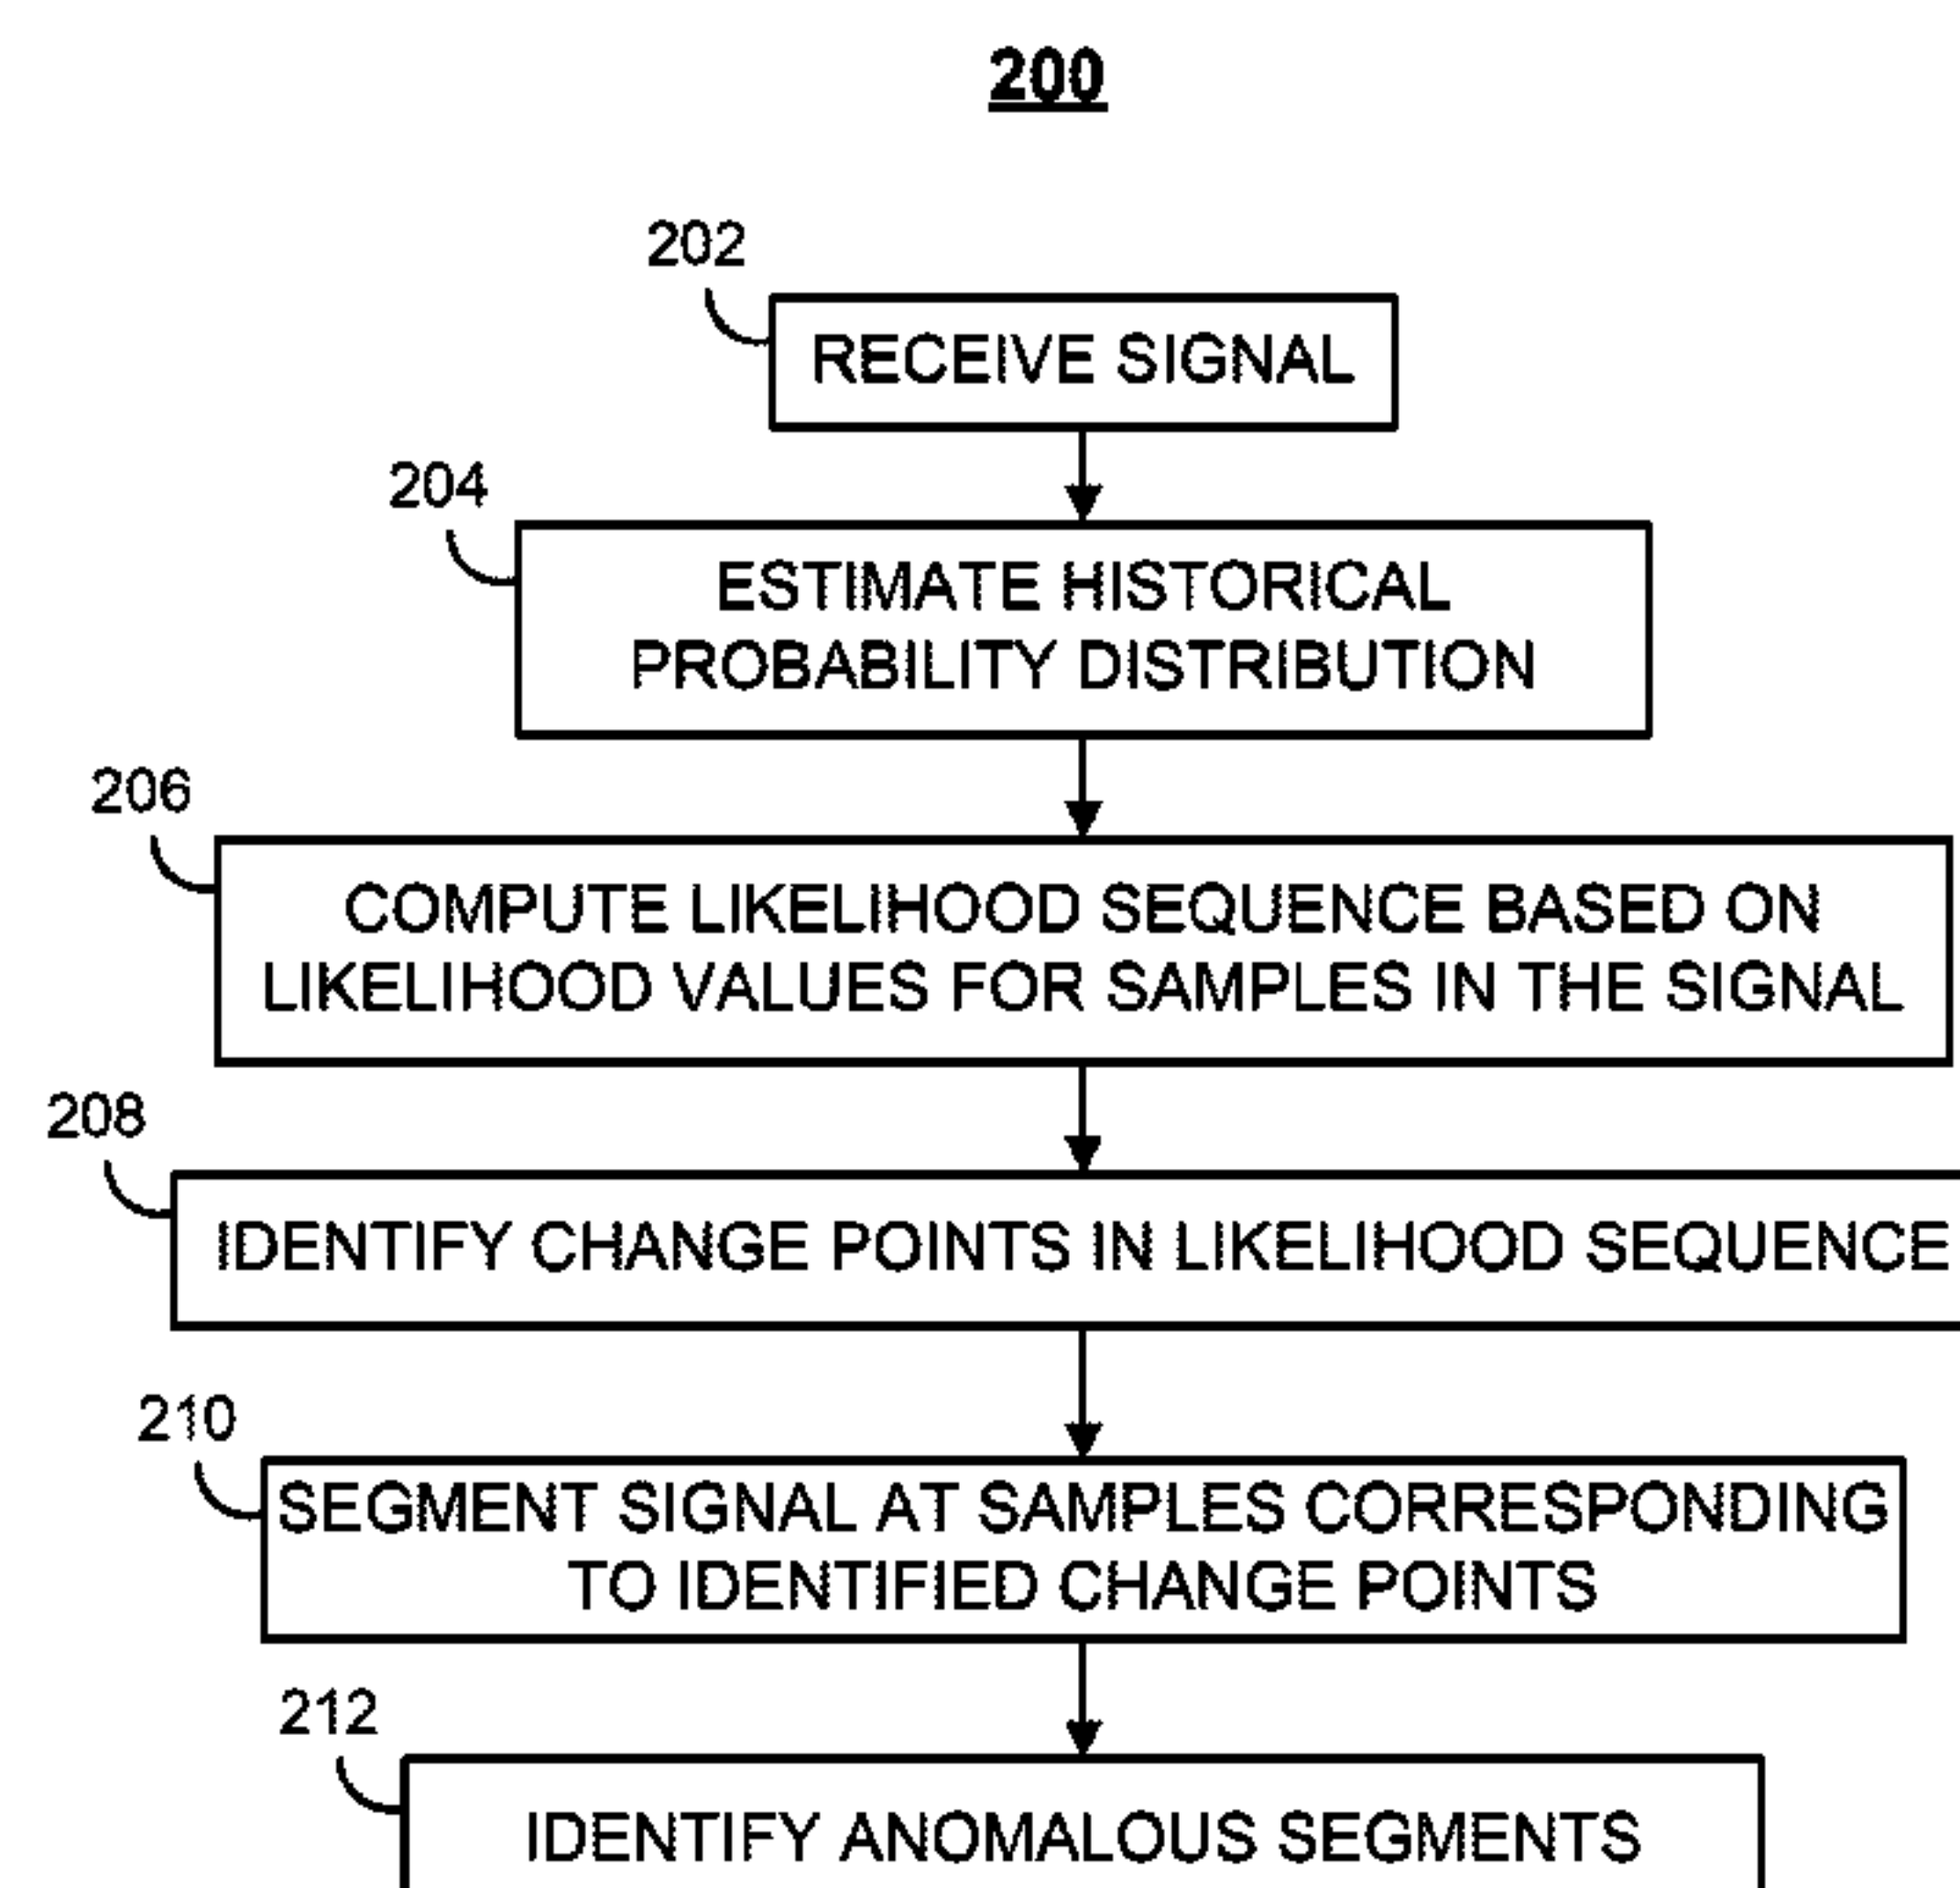 200
202
RECEIVE SIGNAL
204
ESTIMATE HISTORICAL
PROBABILITY DISTRIBUTION
206
COMPUTE LIKELIHOOD SEQUENCE BASED ON
LIKELIHOOD VALUES FOR SAMPLES IN THE SIGNAL
208
IDENTIFY CHANGE POINTS IN LIKELIHOOD SEQUENCE
210
SEGMENT SIGNAL AT SAMPLES CORRESPONDING
TO IDENTIFIED CHANGE POINTS
212
IDENTIFY ANOMALOUS SEGMENTS